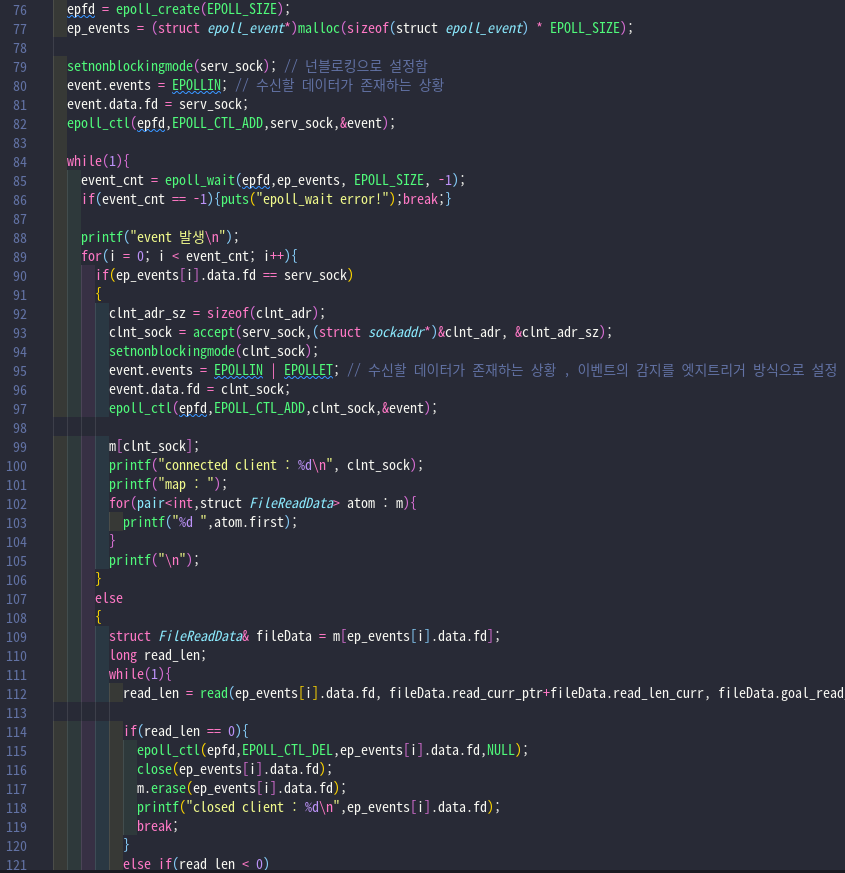 76 epfd = epoll_create(EPOLL_SIZE);
77 ep_events = (struct epoll_event*)malloc(sizeof(struct epoll_event) * EPOLL_SIZE);
78
79 setnonblockingmode(serv_sock); // 넌블로킹으로 설정함
80 event.events = EPOLLIN; // 수신할 데이터가 존재하는 상황
81 event.data.fd = serv_sock;
82 epoll_ctl(epfd,EPOLL_CTL_ADD,serv_sock,&event);
83
84 while(1){
85 event_cnt = epoll_wait(epfd,ep_events, EPOLL_SIZE, -1);
86 if(event_cnt == -1){puts("epoll_wait error!");break;}
87
88 printf("event 발생\n");
89 for(i = 0; i < event_cnt; i++){
90 if(ep_events[i].data.fd == serv_sock)
91 {
92 clnt_adr_sz = sizeof(clnt_adr);
93 clnt_sock = accept(serv_sock,(struct sockaddr*)&clnt_adr, &clnt_adr_sz);
94 setnonblockingmode(clnt_sock);
95 event.events = EPOLLIN | EPOLLET; // 수신할 데이터가 존재하는 상황 , 이벤트의 감지를 엣지트리거 방식으로 설정
96 event.data.fd = clnt_sock;
97 epoll_ctl(epfd,EPOLL_CTL_ADD,clnt_sock,&event);
98
99 m[clnt_sock];
100 printf("connected client : %d\n", clnt_sock);
101 printf("map : ");
102 for(pair<int,struct FileReadData> atom : m){
103 printf("%d ",atom.first);
104 }
105 printf("\n");
106 }
107 else
108 {
109 struct FileReadData& fileData = m[ep_events[i].data.fd];
110 long read_len;
111 while(1){
112 read_len = read(ep_events[i].data.fd, fileData.read_curr_ptr+fileData.read_len_curr, fileData.goal_read
113
114 if(read_len == 0){
115 epoll_ctl(epfd,EPOLL_CTL_DEL,ep_events[i].data.fd,NULL);
116 close(ep_events[i].data.fd);
117 m.erase(ep_events[i].data.fd);
118 printf("closed client : %d\n",ep_events[i].data.fd);
119 break;
120 }
121 else if(read_len < 0)